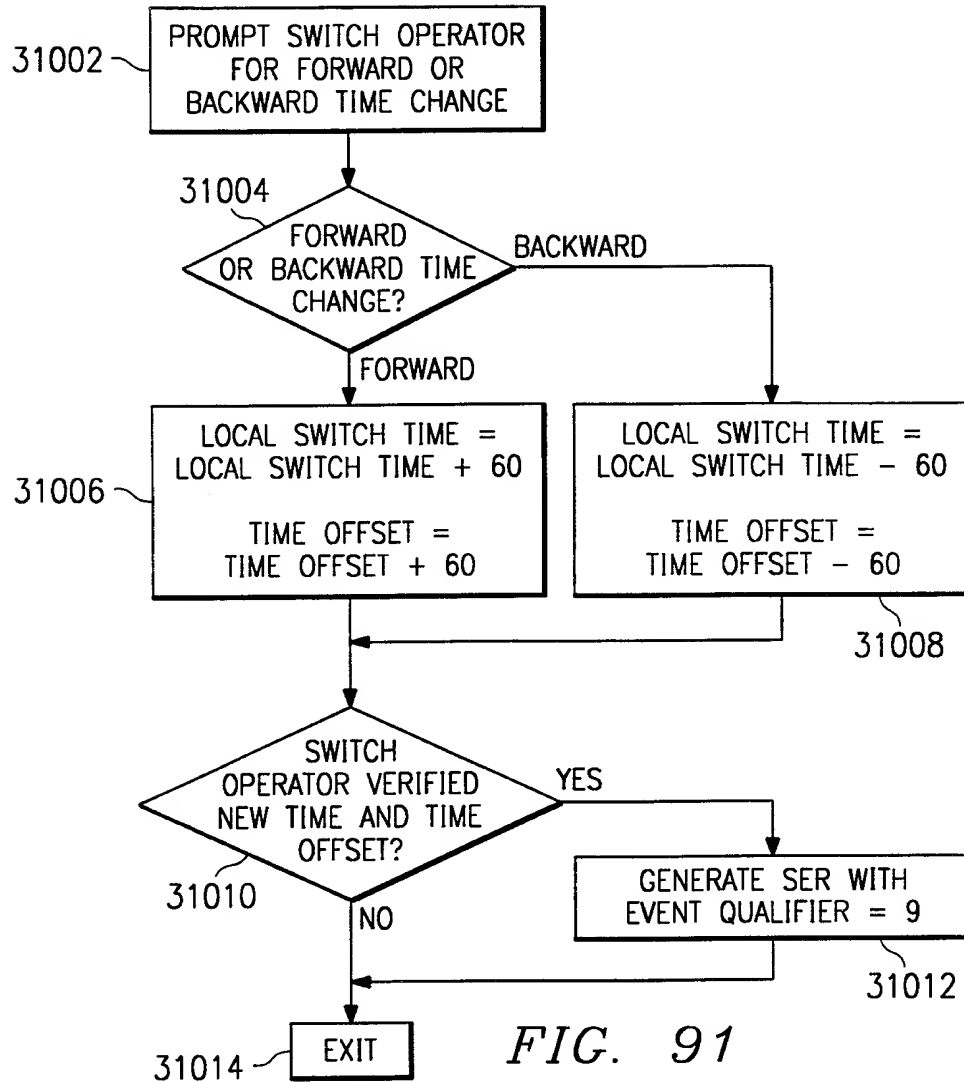 31002
PROMPT SWITCH OPERATOR
FOR FORWARD OR
BACKWARD TIME CHANGE
31004
FORWARD
OR BACKWARD TIME
CHANGE?
BACKWARD
FORWARD
31006
LOCAL SWITCH TIME =
LOCAL SWITCH TIME + 60
TIME OFFSET =
TIME OFFSET + 60
LOCAL SWITCH TIME =
LOCAL SWITCH TIME - 60
TIME OFFSET =
TIME OFFSET - 60
31008
SWITCH
OPERATOR VERIFIED
NEW TIME AND TIME
OFFSET?
31010
YES
NO
GENERATE SER WITH
EVENT QUALIFIER = 9
31012
31014
EXIT
FIG. 91